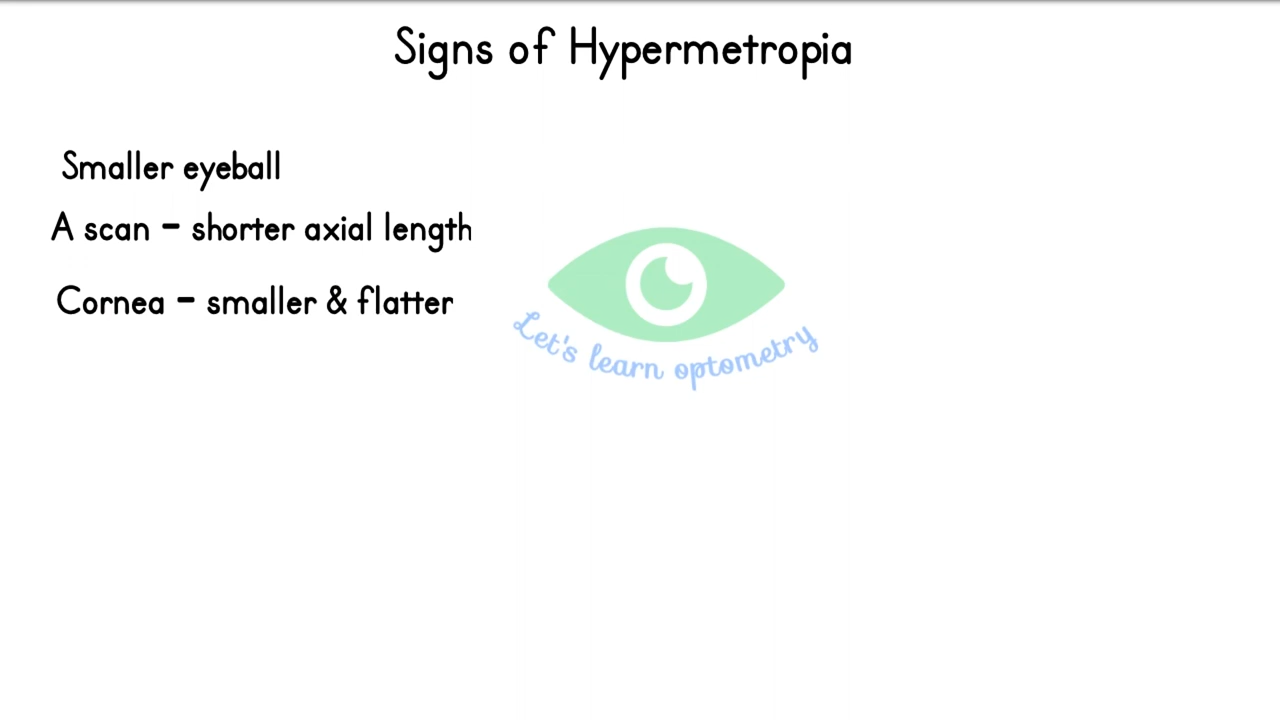 Signs of Hypermetropia
Smaller eyeball
A scan - shorter axial length
Cornea - smaller & flatter
Let's learn optometry